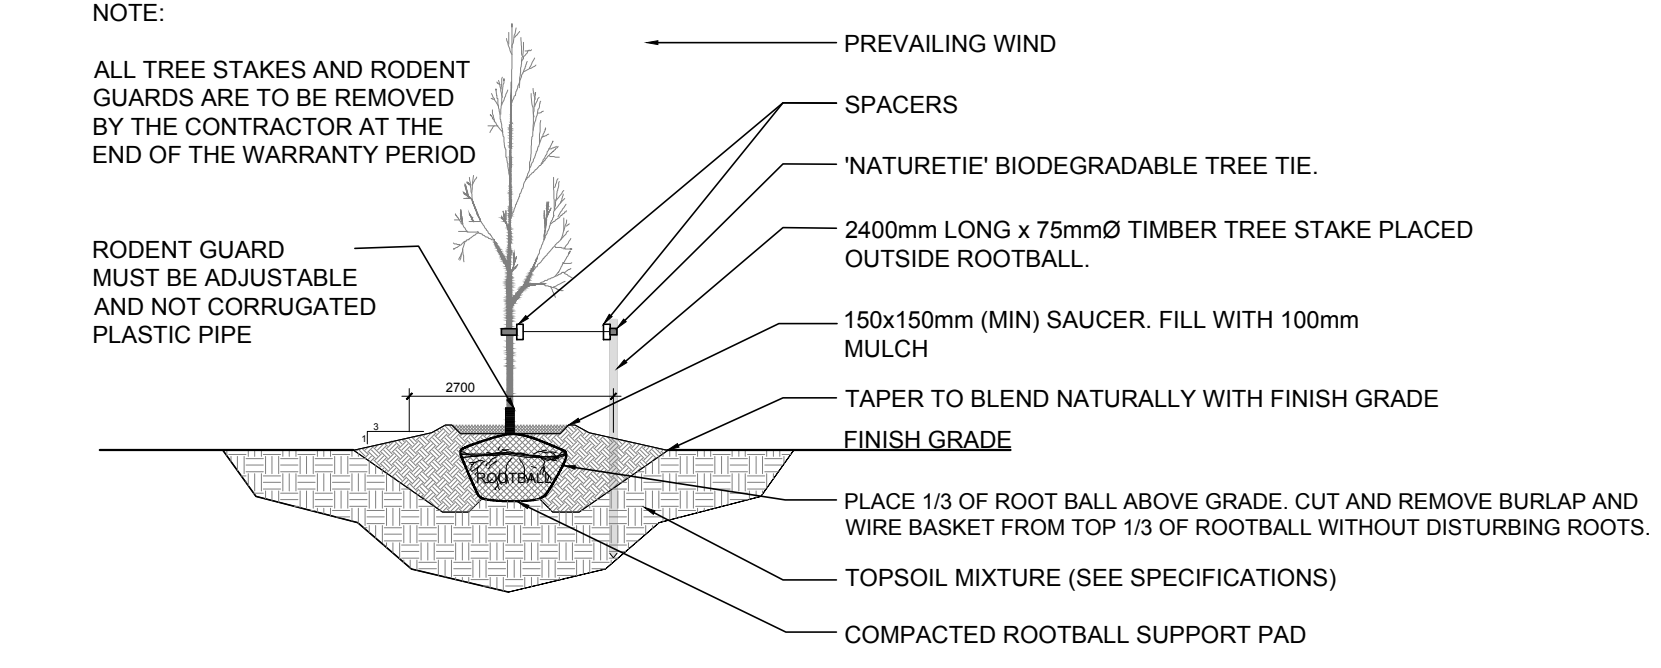 NOTE:
ALL TREE STAKES AND RODENT
GUARDS ARE TO BE REMOVED
BY THE CONTRACTOR AT THE
END OF THE WARRANTY PERIOD
RODENT GUARD
MUST BE ADJUSTABLE
AND NOT CORRUGATED
PLASTIC PIPE
2700
3
1
ROOTBALL
PREVAILING WIND
SPACERS
'NATURETIE' BIODEGRADABLE TREE TIE.
2400mm LONG x 75mmØ TIMBER TREE STAKE PLACED
OUTSIDE ROOTBALL.
150x150mm (MIN) SAUCER. FILL WITH 100mm
MULCH
TAPER TO BLEND NATURALLY WITH FINISH GRADE
FINISH GRADE
PLACE 1/3 OF ROOT BALL ABOVE GRADE. CUT AND REMOVE BURLAP AND
WIRE BASKET FROM TOP 1/3 OF ROOTBALL WITHOUT DISTURBING ROOTS.
TOPSOIL MIXTURE (SEE SPECIFICATIONS)
COMPACTED ROOTBALL SUPPORT PAD